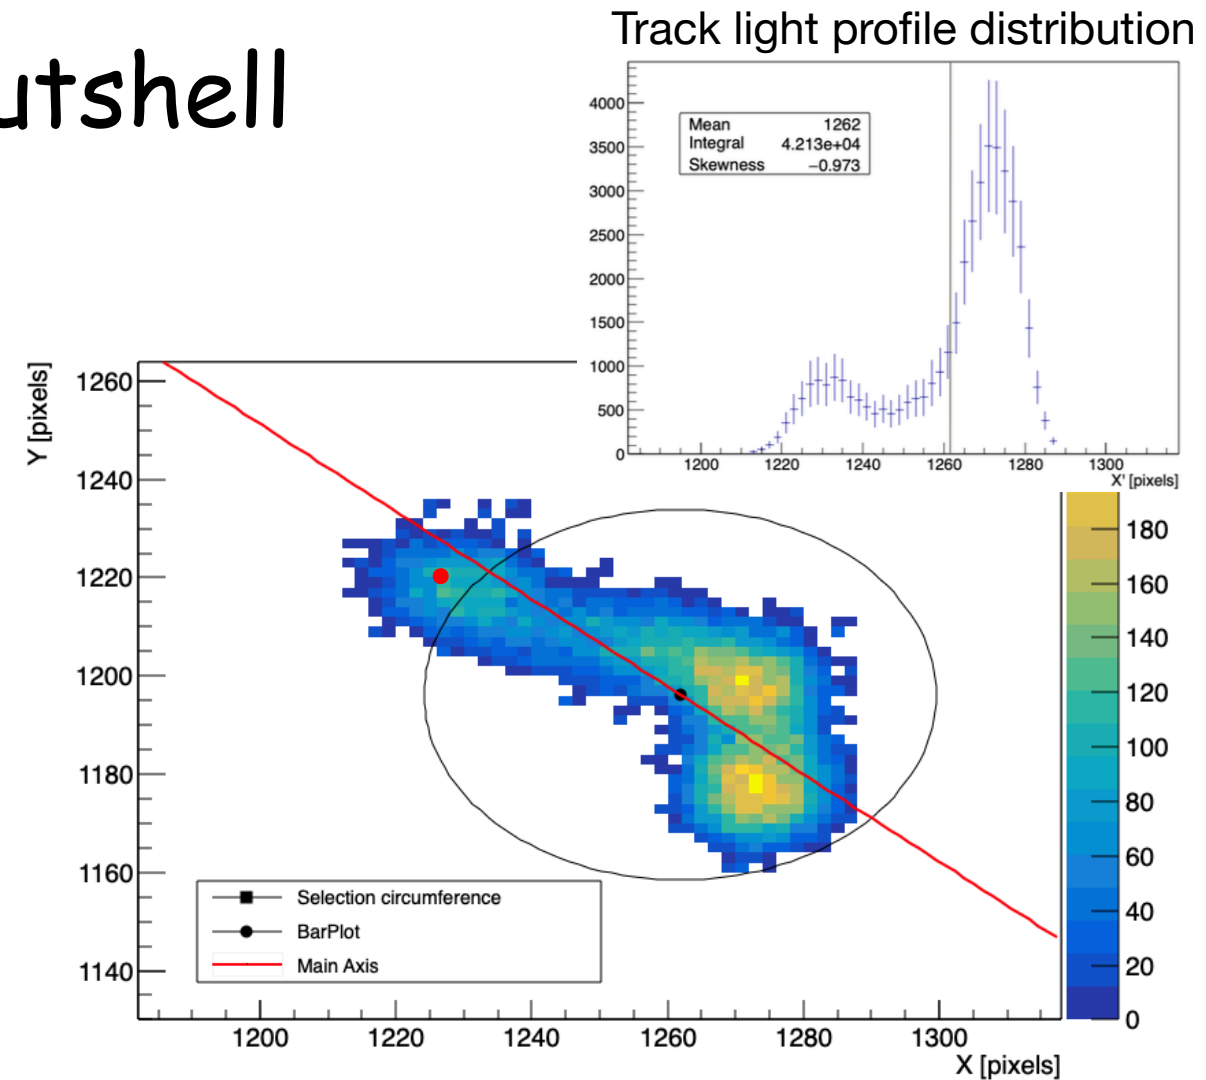 utshell
Track light profile distribution
Mean 1262
Integral 4.213e+04
Skewness −0.973
4000
3500
3000
2500
2000
1500
1000
500
0
1200 1220 1240 1260 1280 1300
X' [pixels]
Y [pixels]
1260
1240
1220
1200
1180
1160
1140
Selection circumference
BarPlot
Main Axis
1200 1220 1240 1260 1280 1300
X [pixels]
180
160
140
120
100
80
60
40
20
0